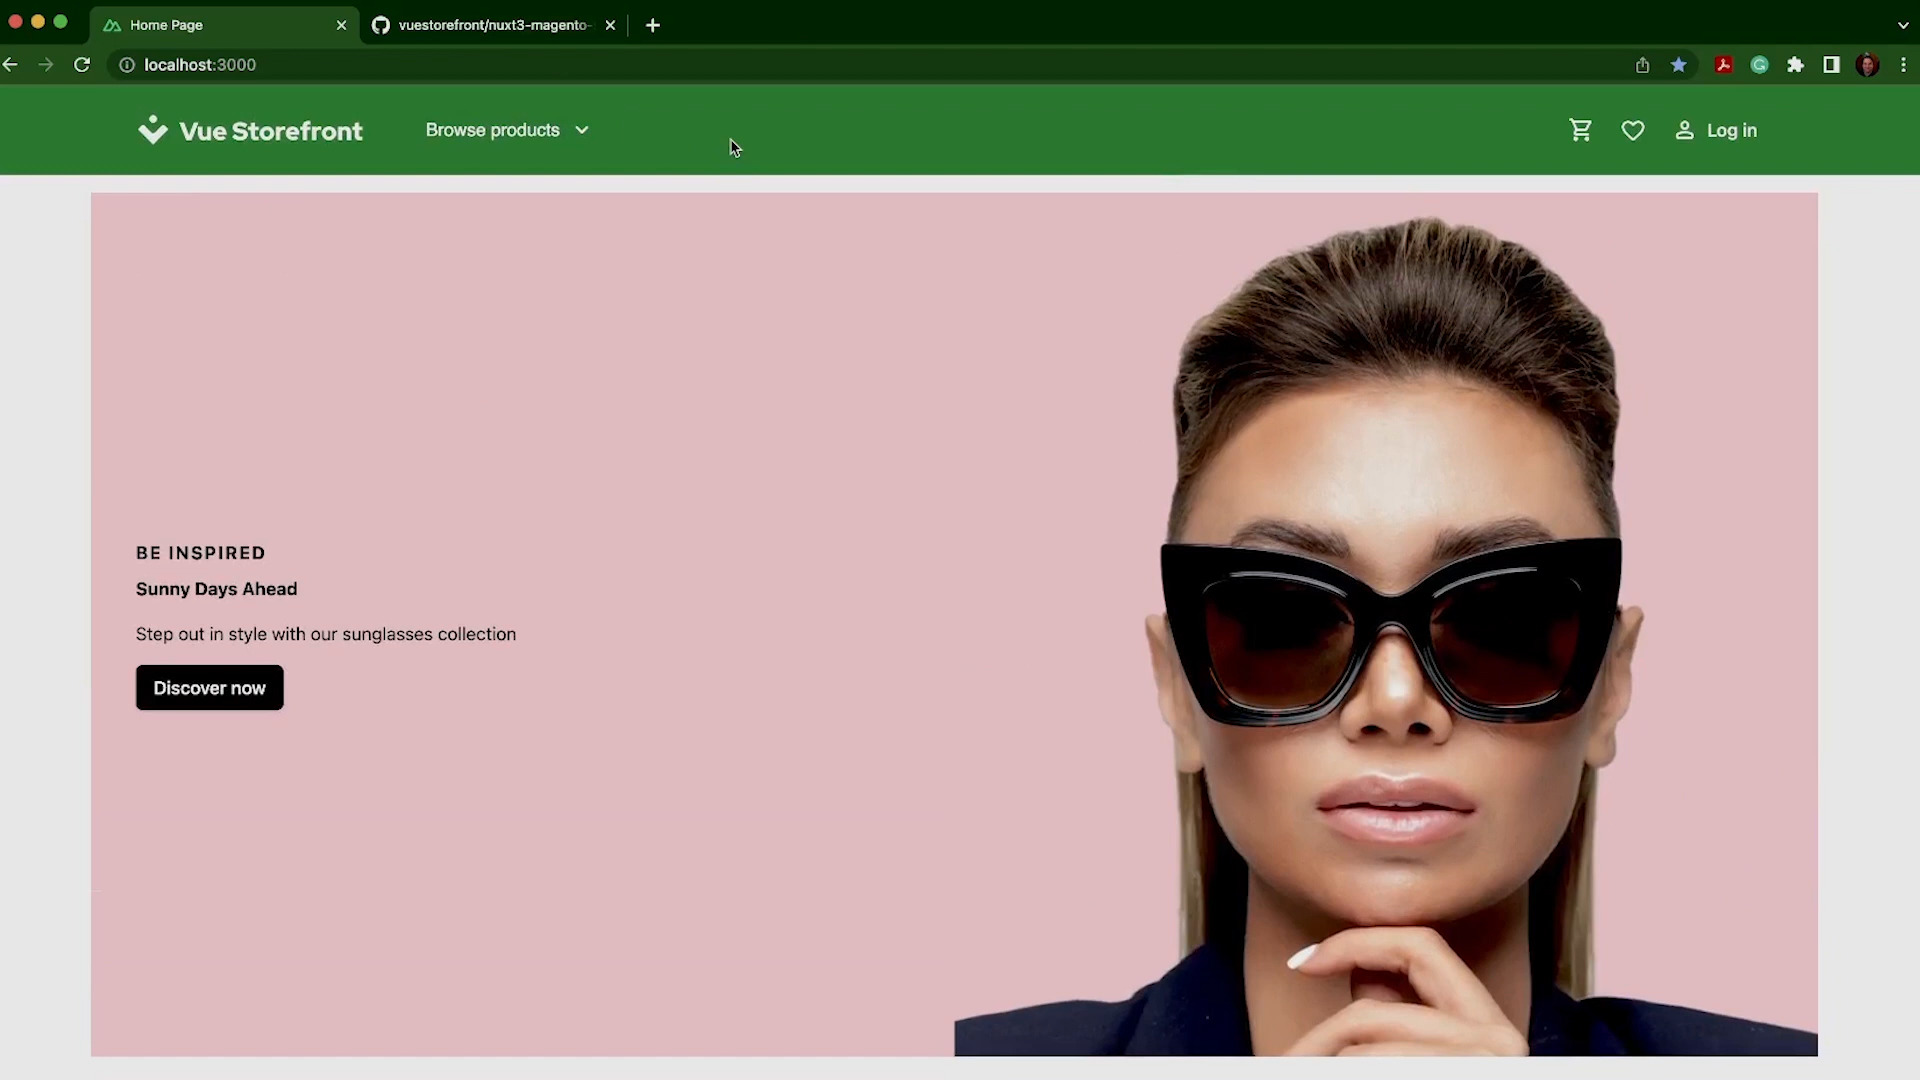 Home Page
vuestorefront/nuxt3-magento-
localhost:3000
Vue Storefront
Browse products
Log in
BE INSPIRED
Sunny Days Ahead
Step out in style with our sunglasses collection
Discover now